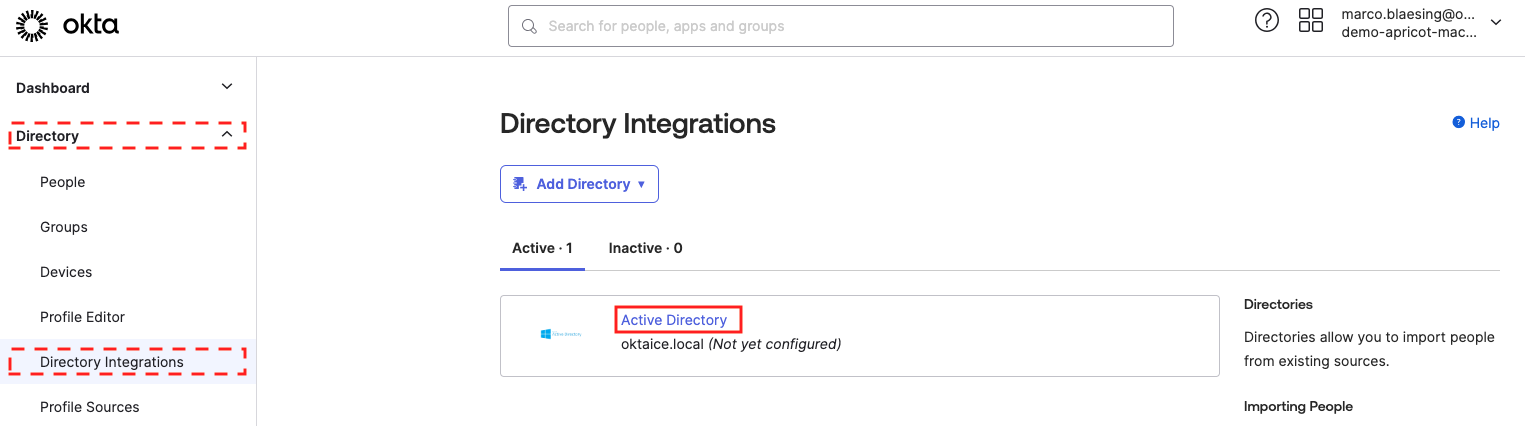 okta
Search for people, apps and groups
marco.blaesing@o...
demo-apricot-mac...
Dashboard
Directory
People
Groups
Devices
Profile Editor
Directory Integrations
Profile Sources
Directory Integrations
Help
Add Directory
Active · 1
Inactive · 0
Active Directory
Active Directory
oktaice.local (Not yet configured)
Directories
Directories allow you to import people
from existing sources.
Importing People